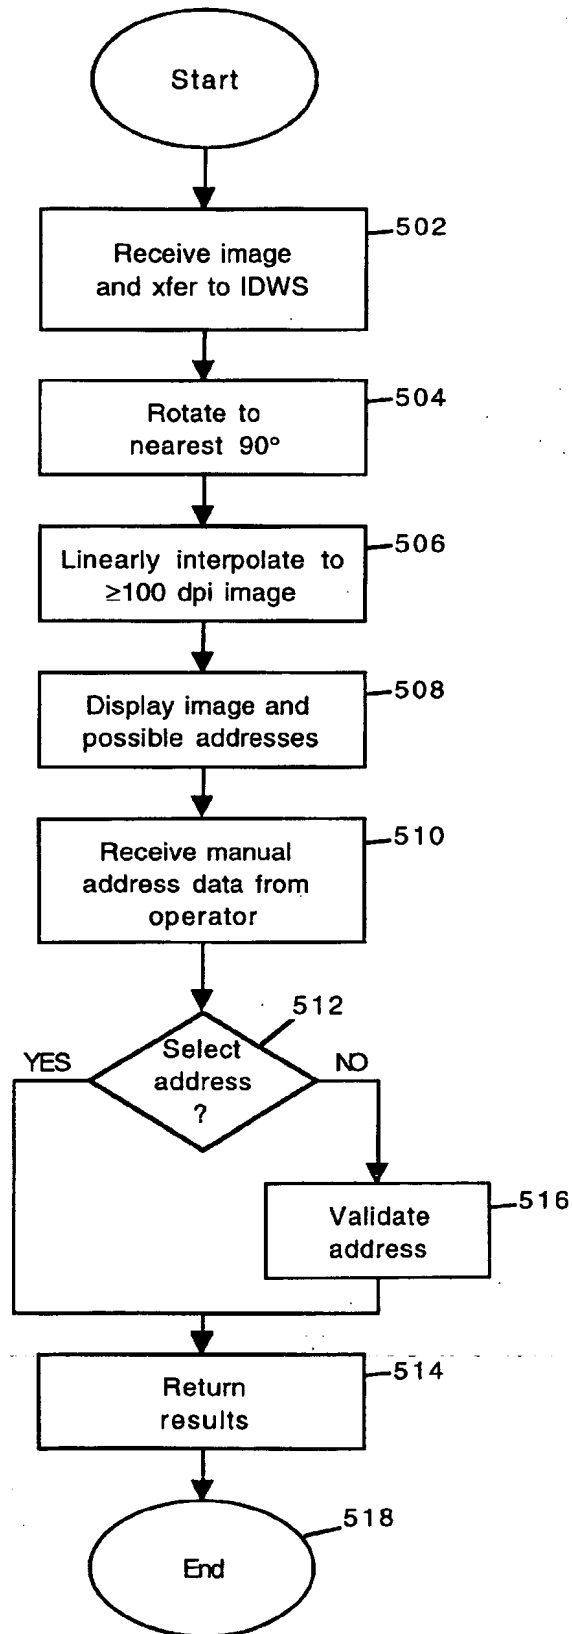 Start
502
Receive image
and xfer to IDWS
504
Rotate to
nearest 90°
506
Linearly interpolate to
≥100 dpi image
508
Display image and
possible addresses
510
Receive manual
address data from
operator
512
YES
Select
address
?
NO
516
Validate
address
514
Return
results
518
End